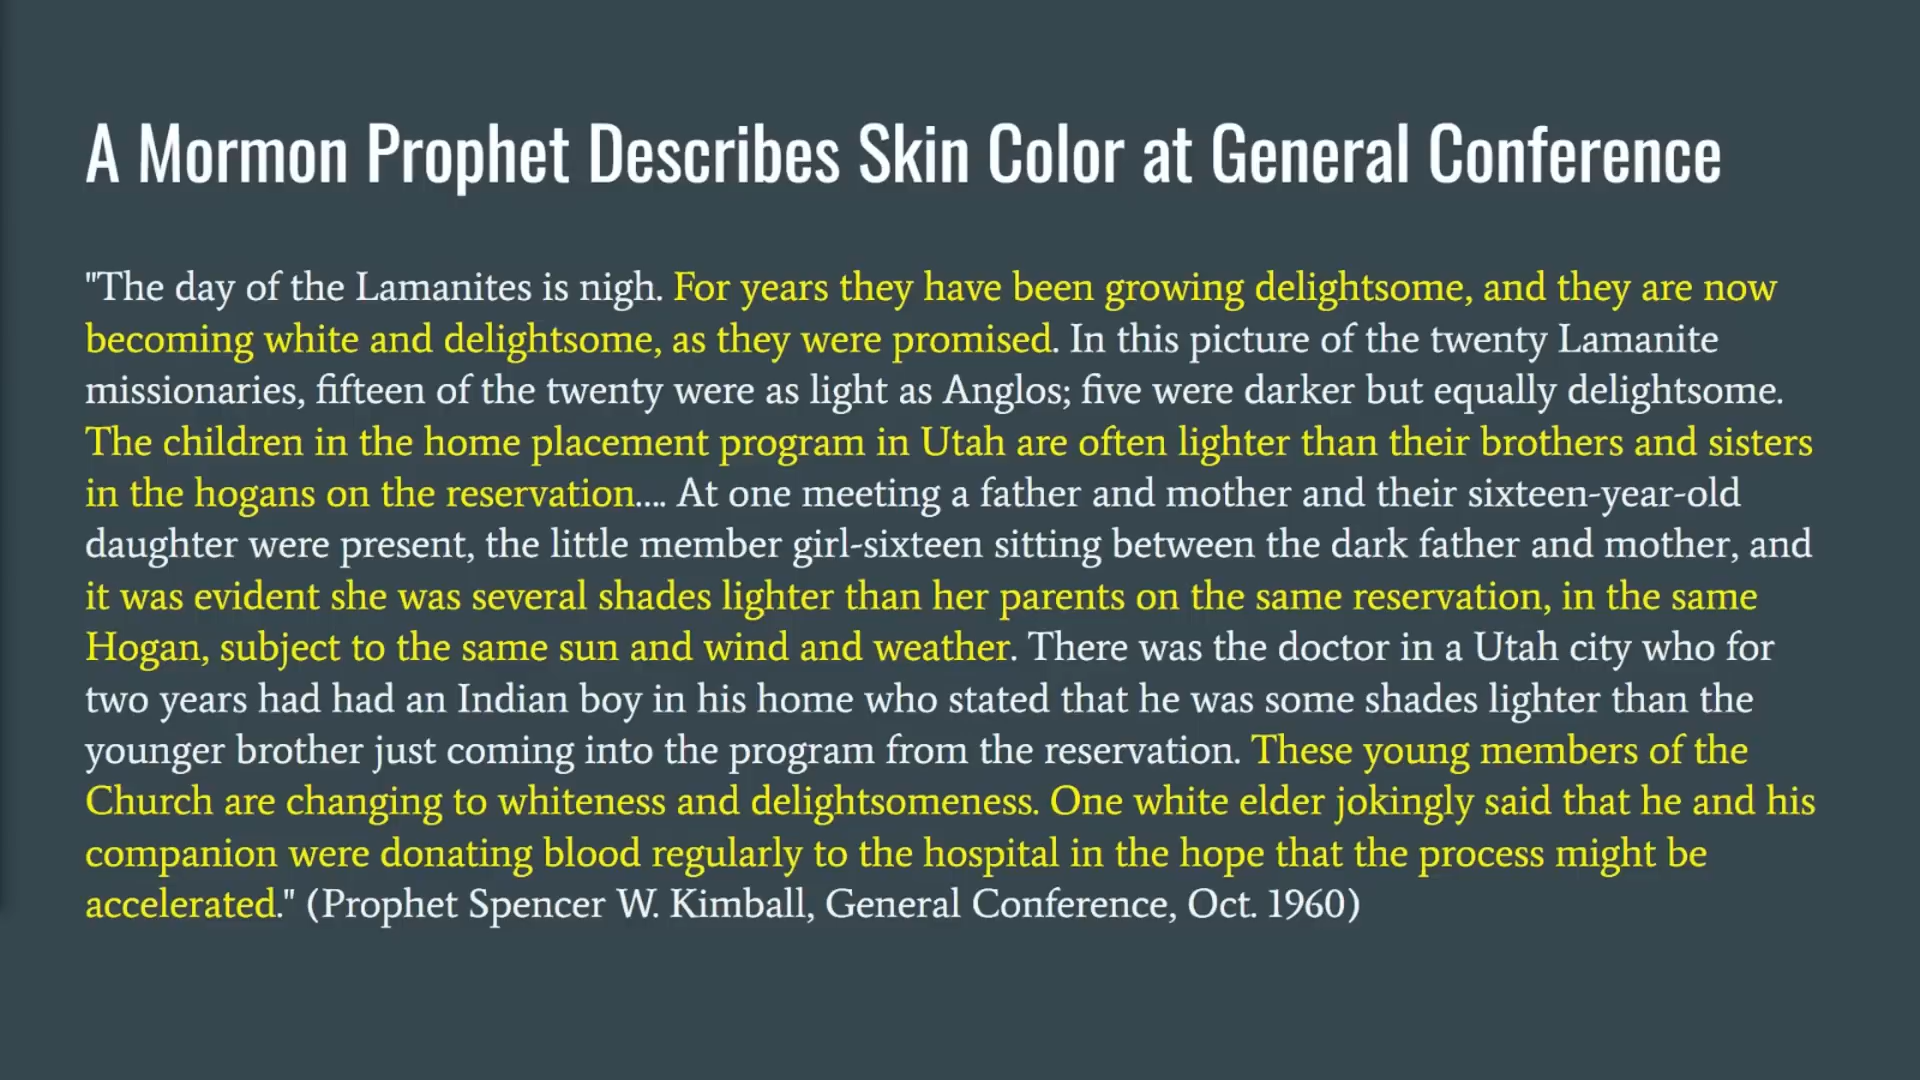 A Mormon Prophet Describes Skin Color at General Conference
"The day of the Lamanites is nigh. For years they have been growing delightsome, and they are now
becoming white and delightsome, as they were promised. In this picture of the twenty Lamanite
missionaries, fifteen of the twenty were as light as Anglos; five were darker but equally delightsome.
The children in the home placement program in Utah are often lighter than their brothers and sisters
in the hogans on the reservation.... At one meeting a father and mother and their sixteen-year-old
daughter were present, the little member girl-sixteen sitting between the dark father and mother, and
it was evident she was several shades lighter than her parents on the same reservation, in the same
Hogan, subject to the same sun and wind and weather. There was the doctor in a Utah city who for
two years had had an Indian boy in his home who stated that he was some shades lighter than the
younger brother just coming into the program from the reservation. These young members of the
Church are changing to whiteness and delightsomeness. One white elder jokingly said that he and his
companion were donating blood regularly to the hospital in the hope that the process might be
accelerated." (Prophet Spencer W. Kimball, General Conference, Oct. 1960)